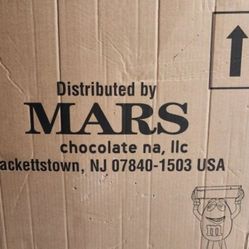 Distributed by
MARS
chocolate na, llc
ackettstown, NJ 07840-1503 USA
m